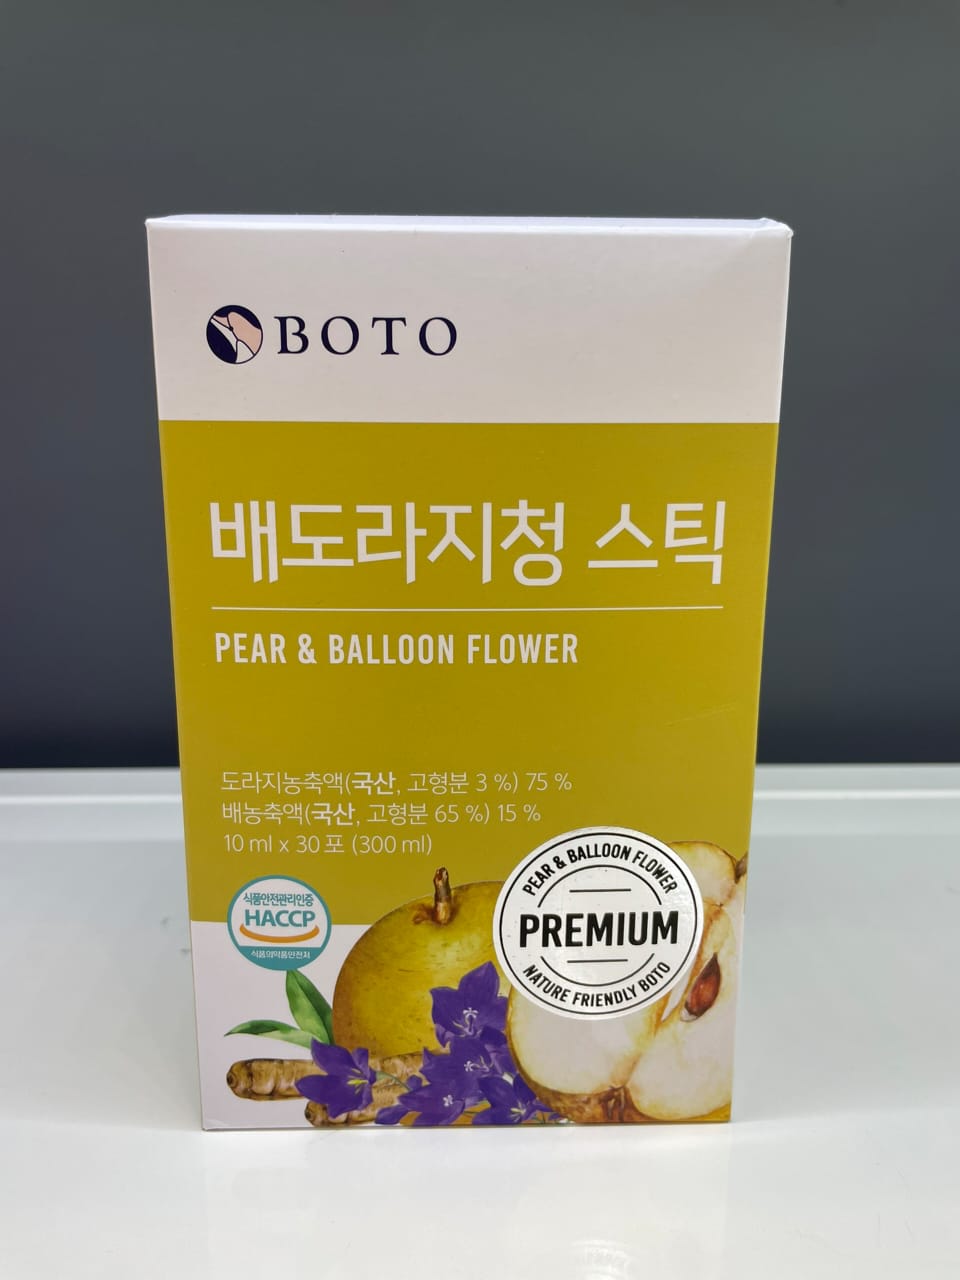 BOTO
배도라지청 스틱
PEAR & BALLOON FLOWER
도라지농축액(국산, 고형분 3 %) 75 %
배농축액(국산, 고형분 65 %) 15 %
10 ml x 30 포 (300 ml)
식품안전관리인증
HACCP
식품의약품안전처
PEAR & BALLOON FLOWER
PREMIUM
NATURE FRIENDLY BOTO